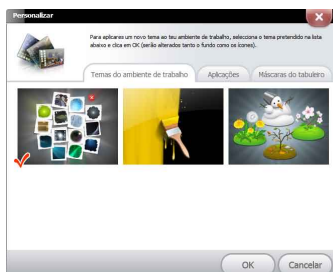 Personalizar
Para aplicares um novo tema ao teu ambiente de trabalho, selecciona o tema pretendido na lista
abaixo e clica em OK (serão alterados tanto o fundo como os ícones).
Temas do ambiente de trabalho Aplicações Máscaras do tabuleiro
OK Cancelar